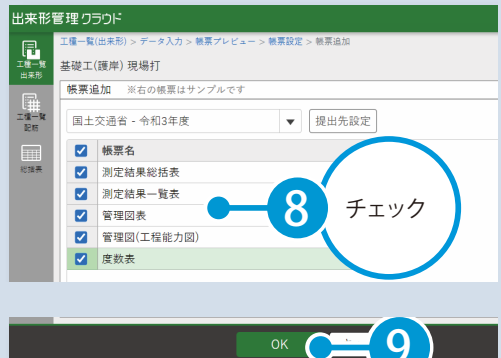 出来形管理クラウド
工種一覧(出来形) > データ入力 > 帳票プレビュー > 帳票設定 > 帳票追加
工種一覧
出来形
基礎工(護岸) 現場打
帳票追加 ※右の帳票はサンプルです
工種一覧
配筋
国土交通省 - 令和3年度 提出先設定
帳票名
総括表
測定結果総括表
測定結果一覧表
管理図表
管理図(工程能力図)
度数表
8 チェック
OK
9